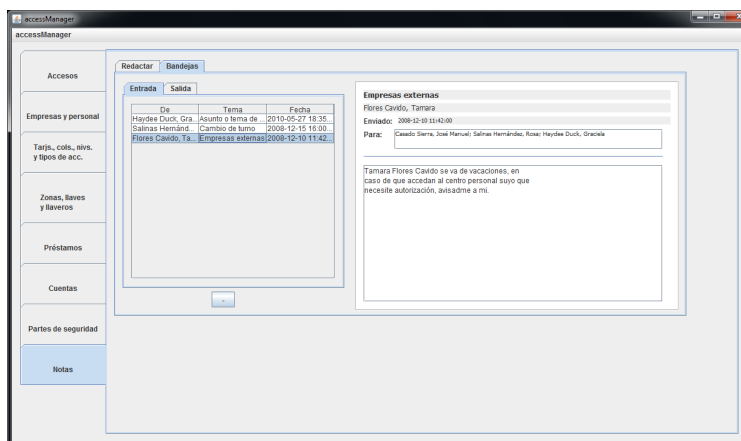 accessManager
accessManager
Accesos
Empresas y personal
Tarjs., cols., nivs.
y tipos de acc.
Zonas, llaves
y llaveros
Préstamos
Cuentas
Partes de seguridad
Notas
Redactar Bandejas
Entrada Salida
De Tema Fecha
Haydee Duck, Gra... Asunto o tema de ... 2010-05-27 18:35...
Salinas Hernánd... Cambio de turno 2008-12-15 16:00...
Flores Cavido, Ta... Empresas externas 2008-12-10 11:42...
-
Empresas externas
Flores Cavido, Tamara
Enviado: 2008-12-10 11:42:00
Para: Casado Sierra, José Manuel; Salinas Hernández, Rosa; Haydee Duck, Graciela
Tamara Flores Cavido se va de vacaciones, en
caso de que accedan al centro personal suyo que
necesite autorización, avisadme a mi.